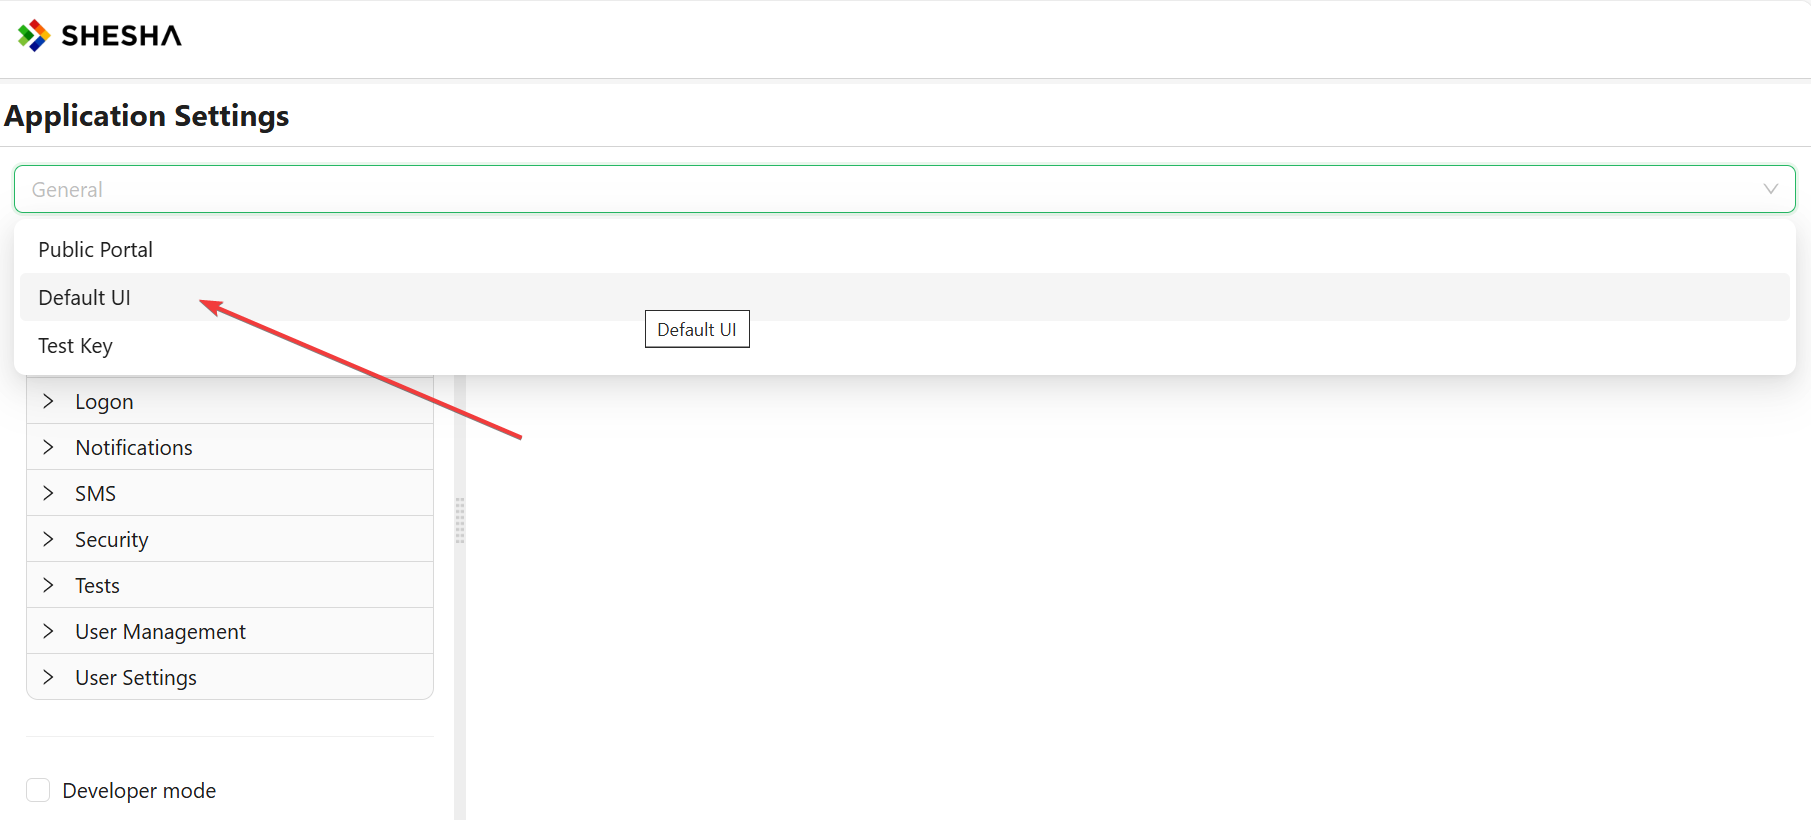 SHESHA
Application Settings
General
Public Portal
Default UI
Default UI
Test Key
Logon
Notifications
SMS
Security
Tests
User Management
User Settings
Developer mode